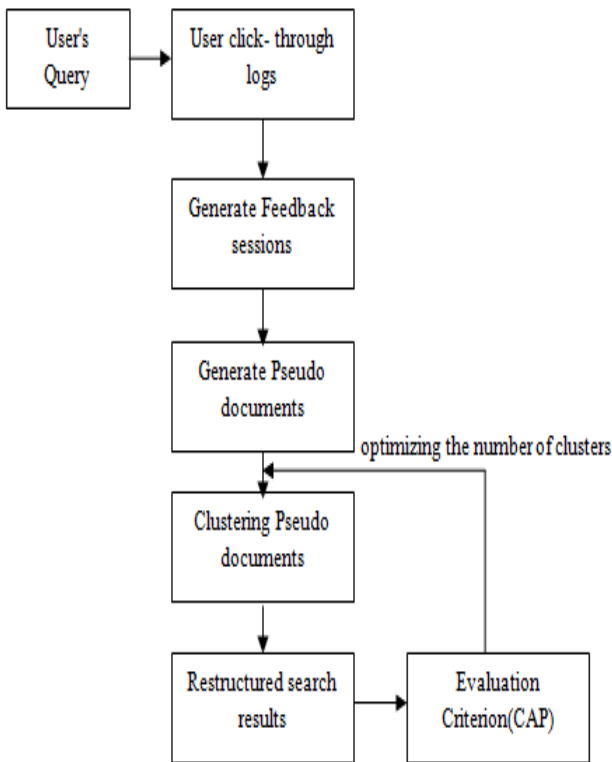 User's
Query
User click- through
logs
Generate Feedback
sessions
Generate Pseudo
documents
optimizing the number of clusters
Clustering Pseudo
documents
Restructured search
results
Evaluation
Criterion(CAP)